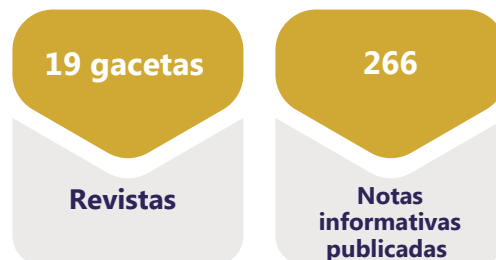 19 gacetas
Revistas
266
Notas
informativas
publicadas